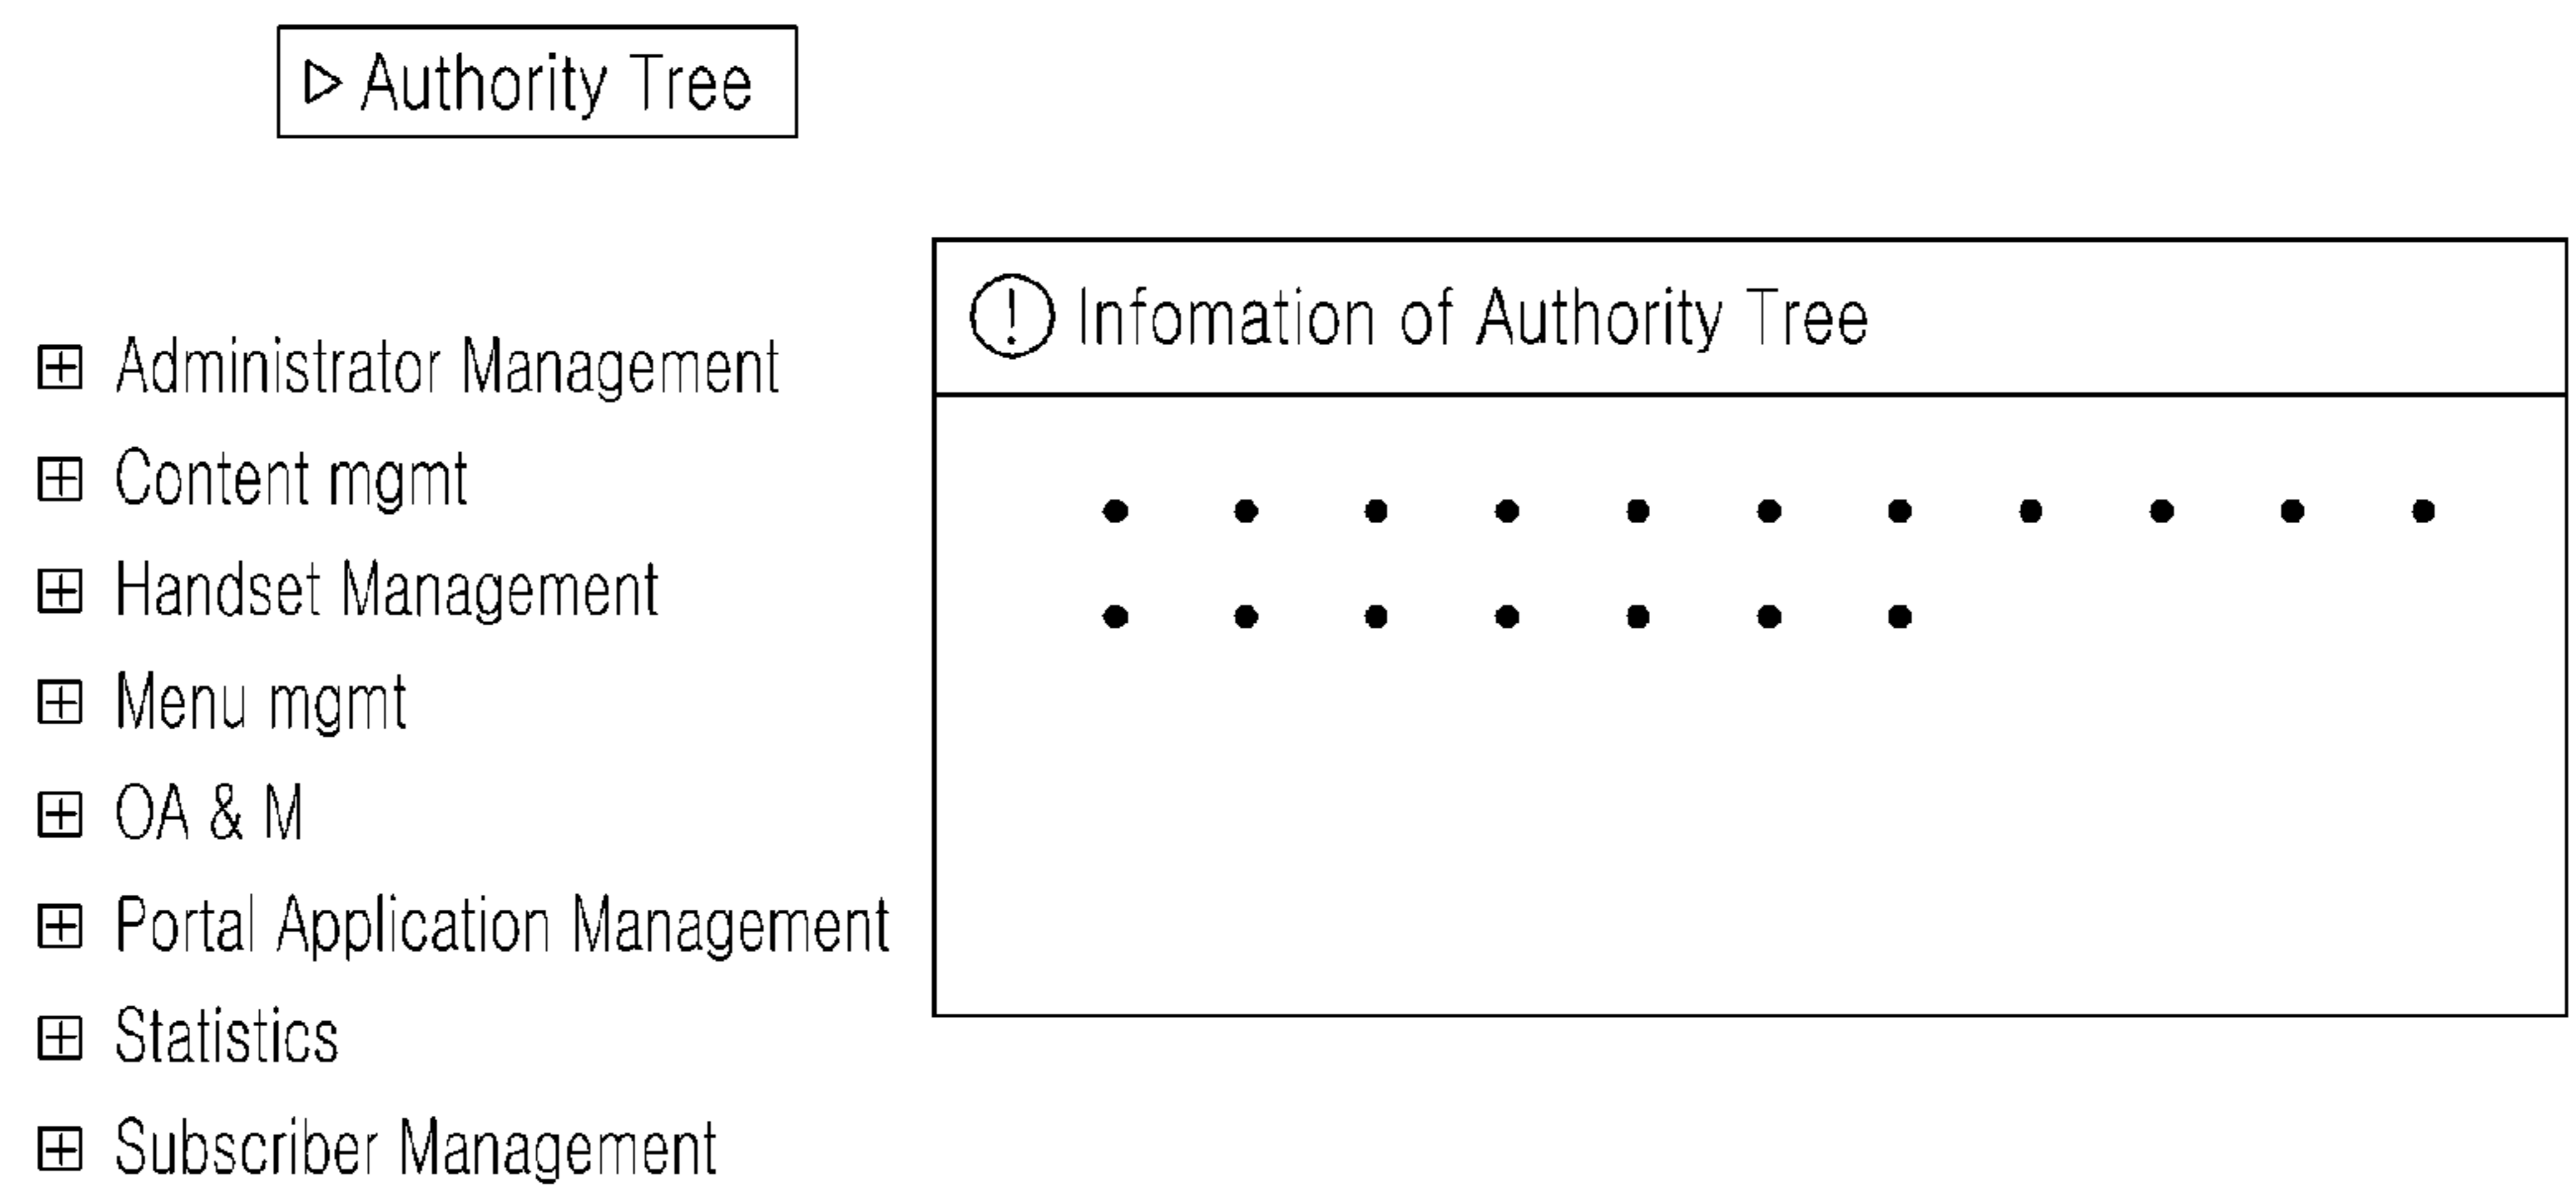 ▷ Authority Tree
Administrator Management
Content mgmt
Handset Management
Menu mgmt
OA & M
Portal Application Management
Statistics
Subscriber Management
Infomation of Authority Tree
• • • • • • • • • • •
• • • • • • •